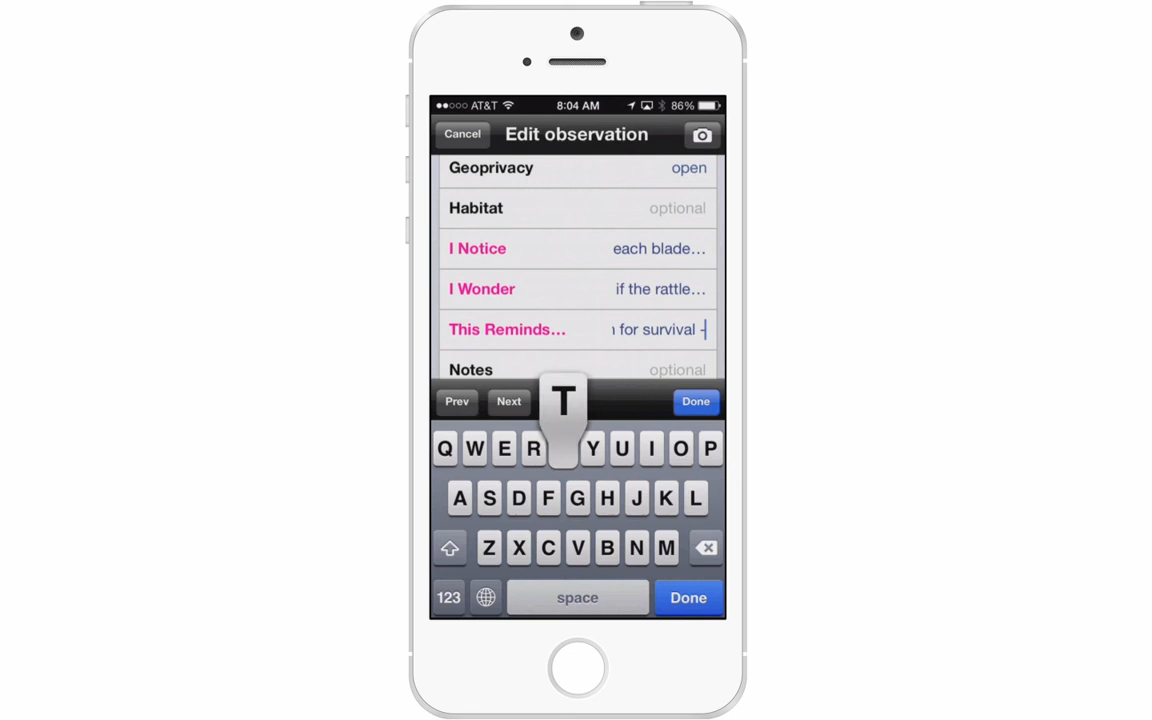 AT&T 8:04 AM 86%
Cancel Edit observation
Geoprivacy open
Habitat optional
I Notice each blade…
I Wonder if the rattle…
This Reminds… for survival -
Notes optional
Prev Next T Done
Q W E R Y U I O P
A S D F G H J K L
Z X C V B N M
123 space Done